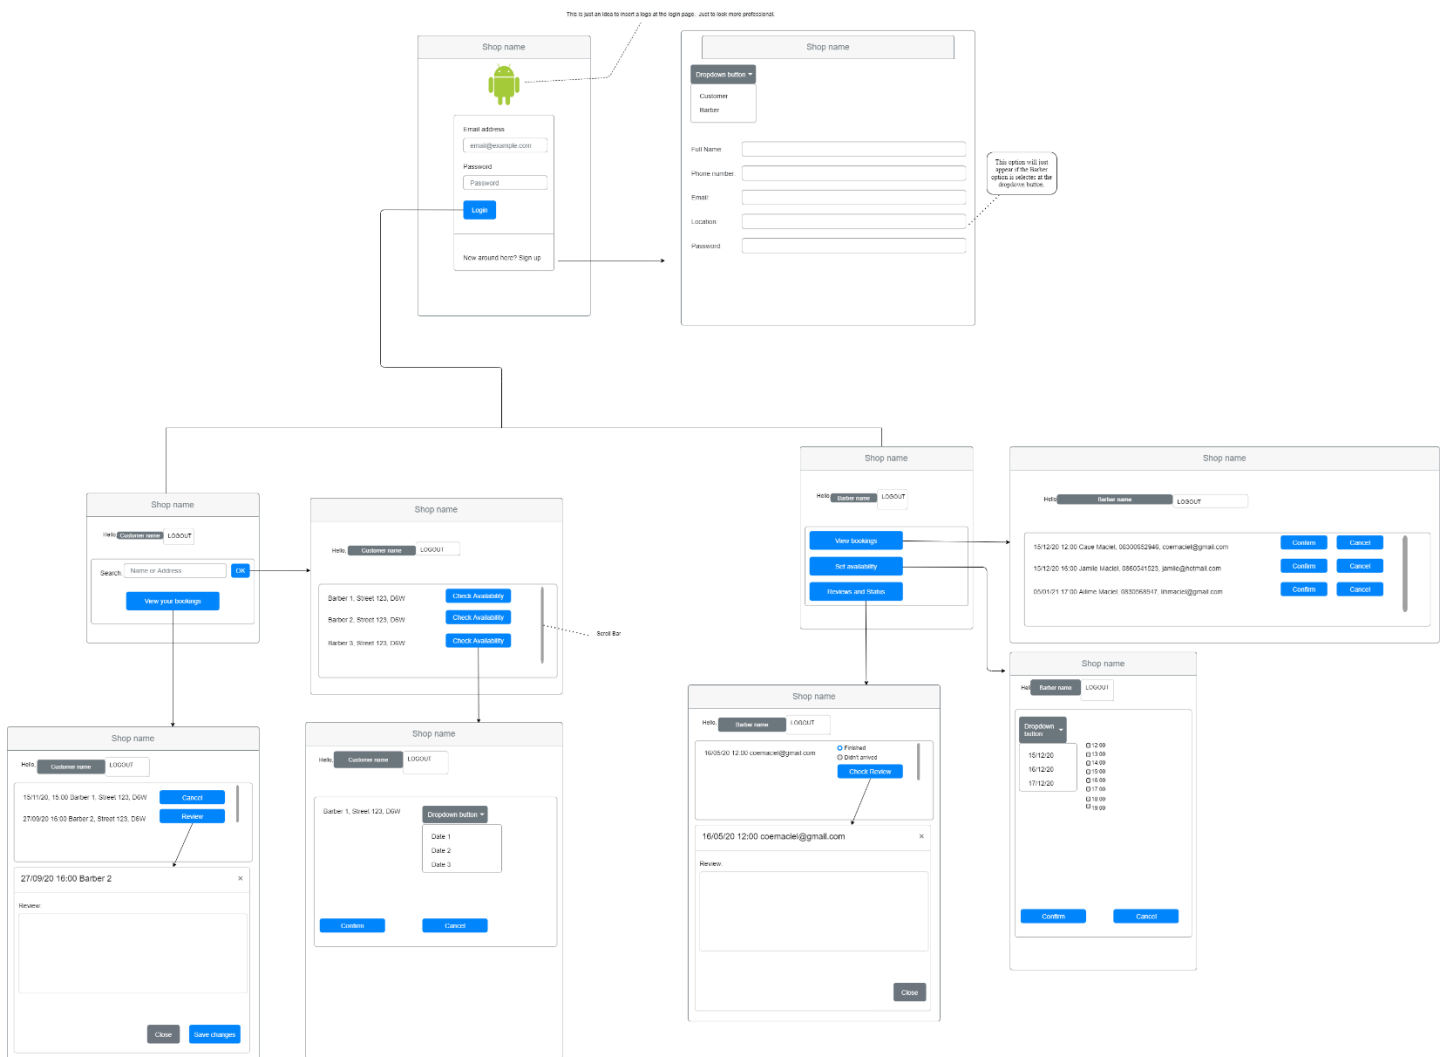 This is just an idea to insert a logo at the login page. Just to look more professional.
Shop name
Email address
email@example.com
Password
Password
Login
New around here? Sign up
Shop name
Dropdown button
Customer
Barber
Full Name
Phone number
Email
Location
Password
This option will just
appear if the Barber
option is selected at the
dropdown button.
Shop name
Hello, Customer name LOGOUT
Search: Name or Address OK
View your bookings
Shop name
Hello, Customer name LOGOUT
Barber 1, Street 123, D6W Check Availability
Barber 2, Street 123, D6W Check Availability
Barber 3, Street 123, D6W Check Availability
Scroll Bar
Shop name
Hello, Barber name LOGOUT
View bookings
Set availability
Reviews and Status
Shop name
Hello Barber name LOGOUT
15/12/20 12:00 Caue Maciel, 08300652946, coemaciel@gmail.com Confirm Cancel
15/12/20 16:00 Jamile Maciel, 0860541523, jamile@hotmail.com Confirm Cancel
05/01/21 17:00 Maciel, Confirm Cancel
Shop name
Hello, Customer name LOGOUT
15/11/20, 15:00 Barber 1, Street 123, D6W Cancel
27/09/20 16:00 Barber 2, Street 123, D6W Review
27/09/20 16:00 Barber 2 ×
Review:
Close Save changes
Shop name
Hello, Customer name LOGOUT
Barber 1, Street 123, D6W Dropdown button
Date 1
Date 2
Date 3
Confirm Cancel
Shop name
Hello, Barber name LOGOUT
16/05/20 12:00 coemaciel@gmail.com
Finished
Didn't arrived
Check Review
16/05/20 12:00 coemaciel@gmail.com ×
Review:
Close
Shop name
Hell Barber name LOGOUT
Dropdown
button
15/12/20
16/12/20
17/12/20
12:00
13:00
14:00
15:00
16:00
17:00
18:00
19:00
Confirm Cancel